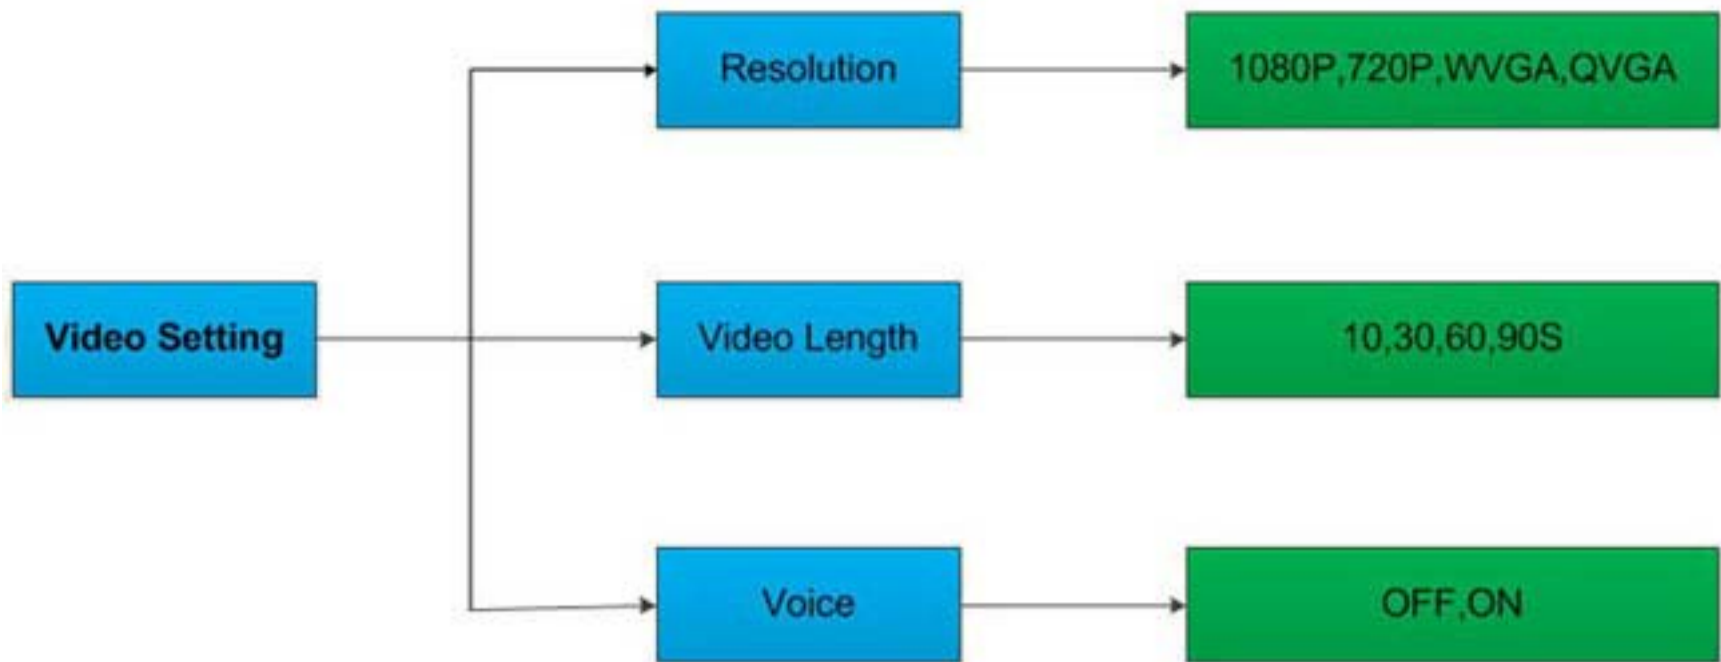 Resolution
1080P,720P,WVGA,QVGA
Video Setting
Video Length
10,30,60,90S
Voice
OFF,ON